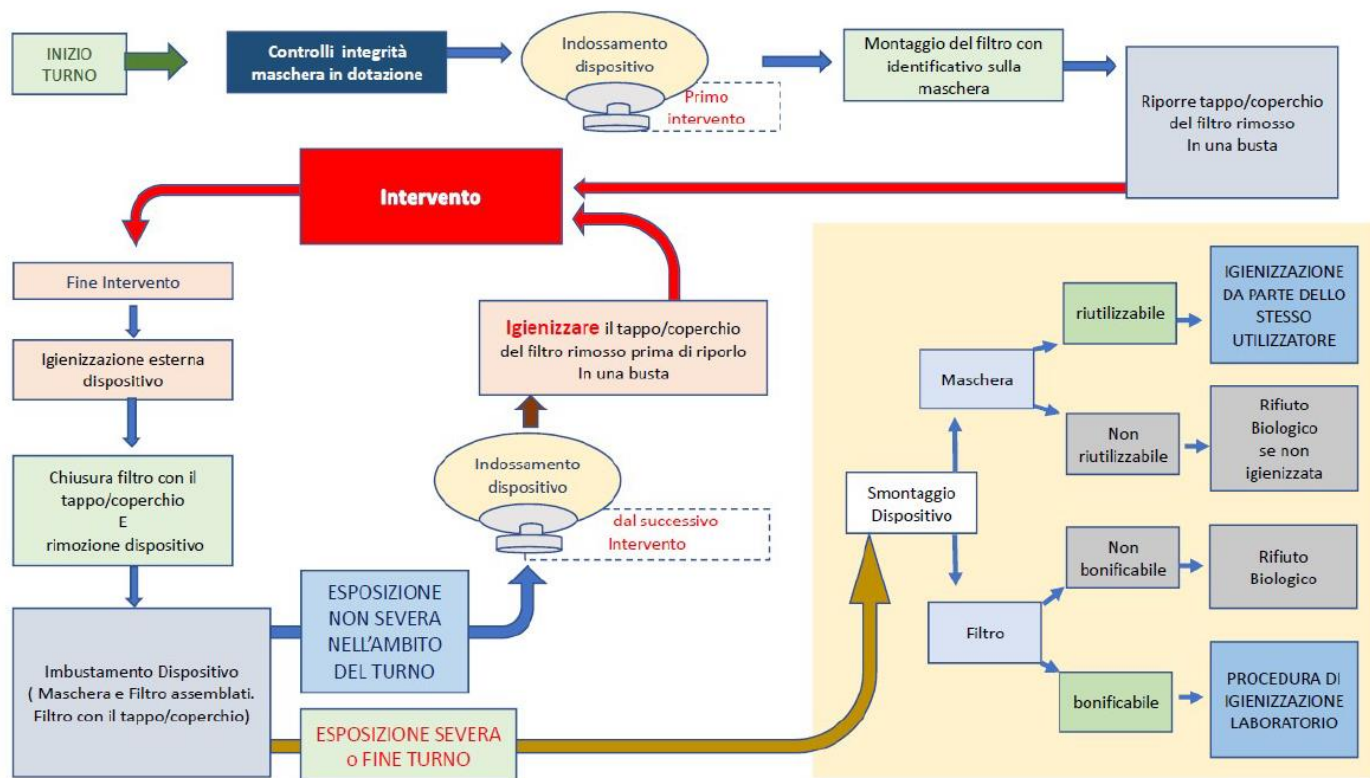 INIZIO
TURNO
Controlli integrità
maschera in dotazione
Indossamento
dispositivo
Primo
intervento
Montaggio del filtro con
identificativo sulla
maschera
Riporre tappo/coperchio
del filtro rimosso
In una busta
Intervento
Fine Intervento
Igienizzazione esterna
dispositivo
Chiusura filtro con il
tappo/coperchio
E
rimozione dispositivo
Imbustamento Dispositivo
( Maschera e Filtro assemblati.
Filtro con il tappo/coperchio)
ESPOSIZIONE
NON SEVERA
NELL'AMBITO
DEL TURNO
ESPOSIZIONE SEVERA
o FINE TURNO
Indossamento
dispositivo
dal successivo
Intervento
Igienizzare il tappo/coperchio
del filtro rimosso prima di riporlo
In una busta
Smontaggio
Dispositivo
Maschera
riutilizzabile
IGIENIZZAZIONE
DA PARTE DELLO
STESSO
UTILIZZATORE
Non
riutilizzabile
Rifiuto
Biologico
se non
igienizzata
Filtro
Non
bonificabile
Rifiuto
Biologico
bonificabile
PROCEDURA DI
IGIENIZZAZIONE
LABORATORIO